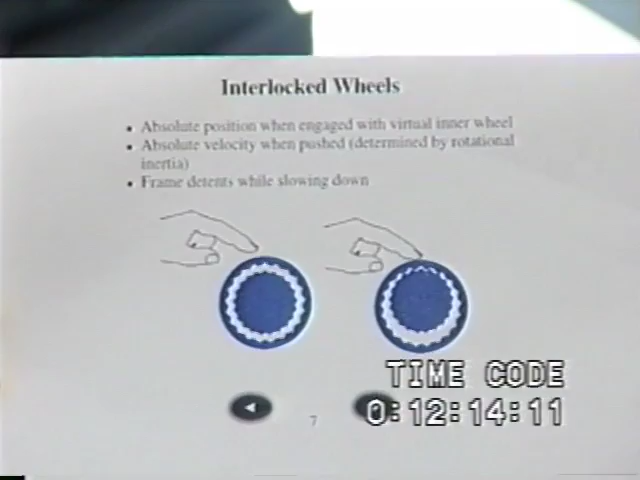 Interlocked Wheels
• Absolute position when engaged with virtual inner wheel
• Absolute velocity when pushed (determined by rotational
inertia)
• Frame detents while slowing down
TIME CODE
0:12:14:11
7